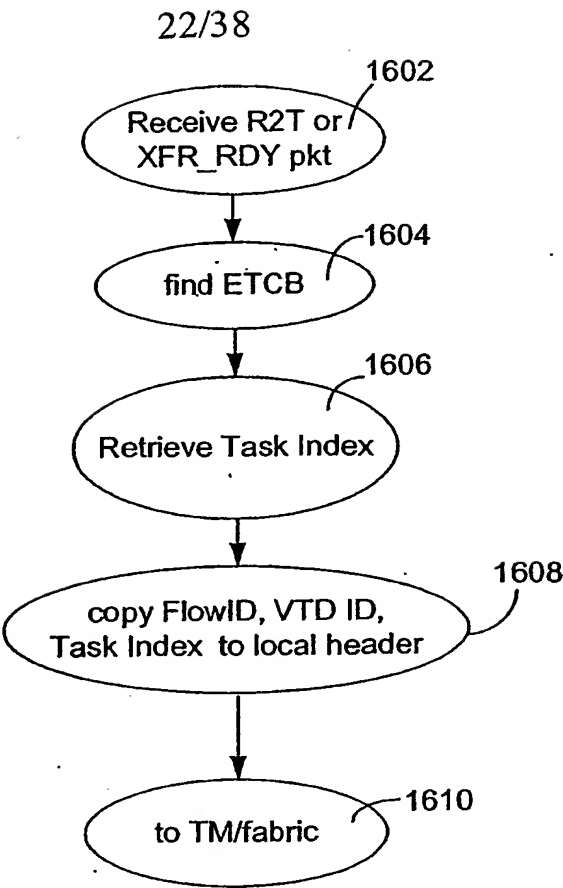 22/38
1602
Receive R2T or
XFR_RDY pkt
1604
find ETCB
1606
Retrieve Task Index
1608
copy FlowID, VTD ID,
Task Index to local header
1610
to TM/fabric